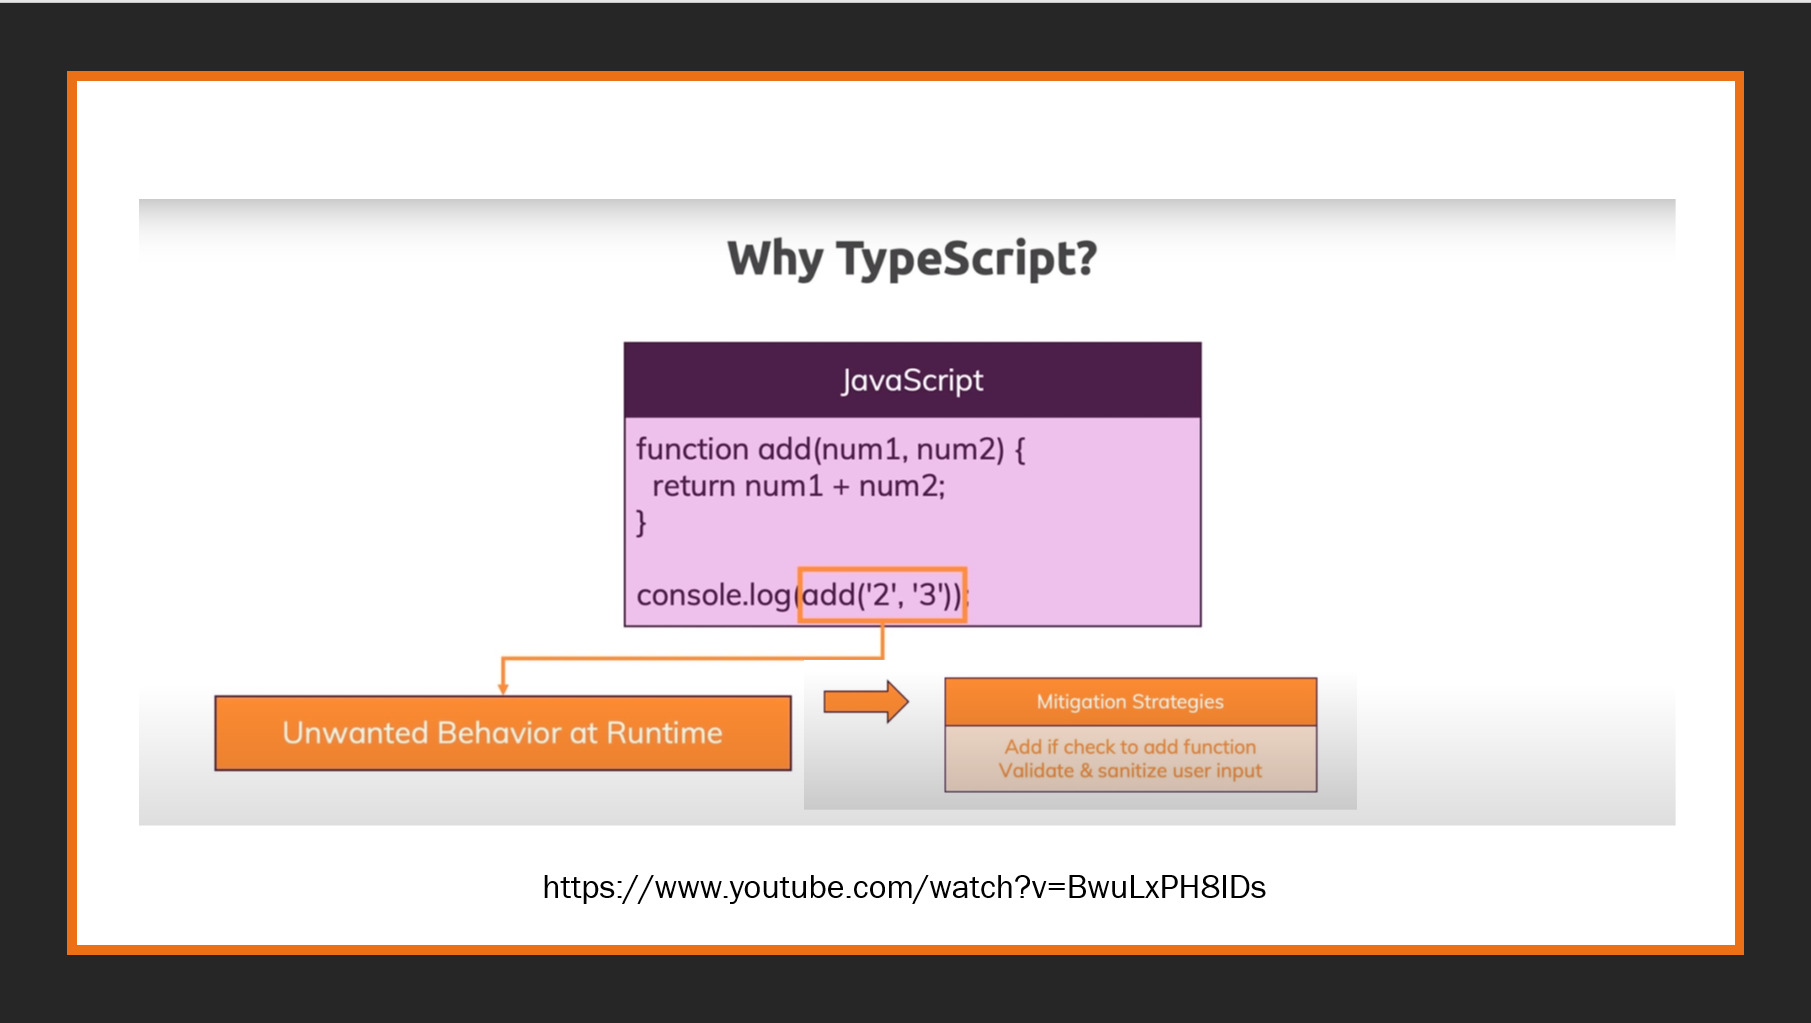 Why TypeScript?
JavaScript
function add(num1, num2) {
return num1 + num2;
}
console.log(add('2', '3'));
Unwanted Behavior at Runtime
Mitigation Strategies
Add if check to add function
Validate & sanitize user input
https://www.youtube.com/watch?v=BwuLxPH8IDs